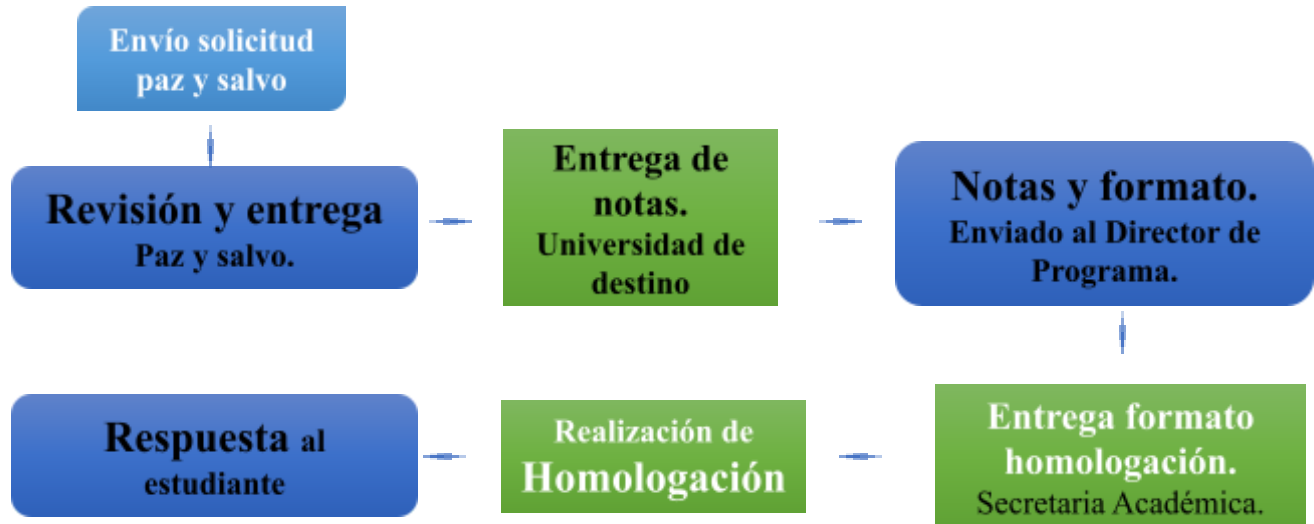 Envío solicitud
paz y salvo
Revisión y entrega
Paz y salvo.
Entrega de
notas.
Universidad de
destino
Notas y formato.
Enviado al Director de
Programa.
Entrega formato
homologación.
Secretaria Académica.
Realización de
Homologación
Respuesta al
estudiante